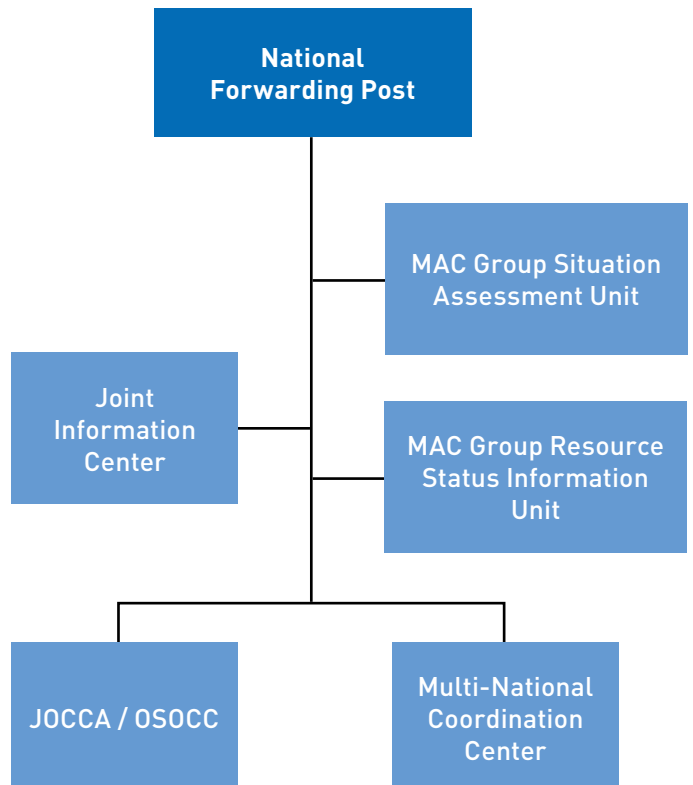 National
Forwarding Post
MAC Group Situation
Assessment Unit
Joint
Information
Center
MAC Group Resource
Status Information
Unit
JOCCA / OSOCC
Multi-National
Coordination
Center